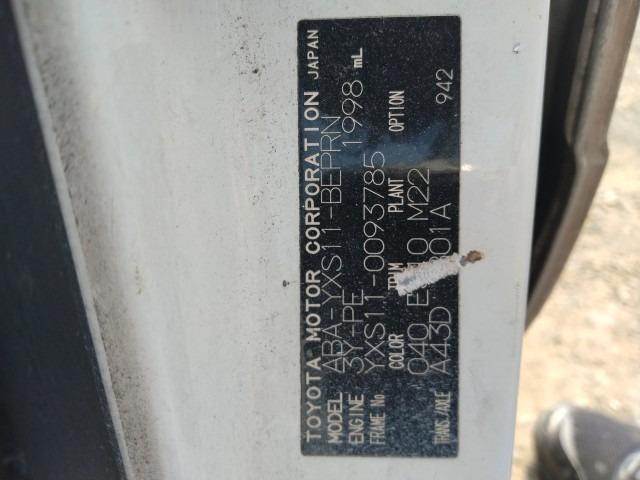 TOYOTA MOTOR CORPORATION JAPAN
MODEL ABA-YXS11-BEPRN
ENGINE 3Y-PE 1998 mL
FRAME No. YXS11-0093785
COLOR TRIM PLANT OPTION
040 M22
TRANS./AXLE A43D 942